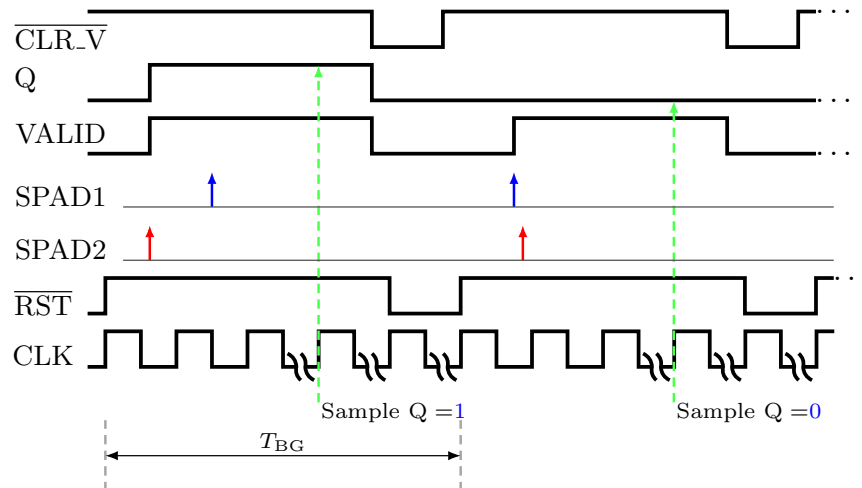 CLR_V
Q
VALID
SPAD1
SPAD2
RST
CLK
Sample Q =1
Sample Q =0
T_BG